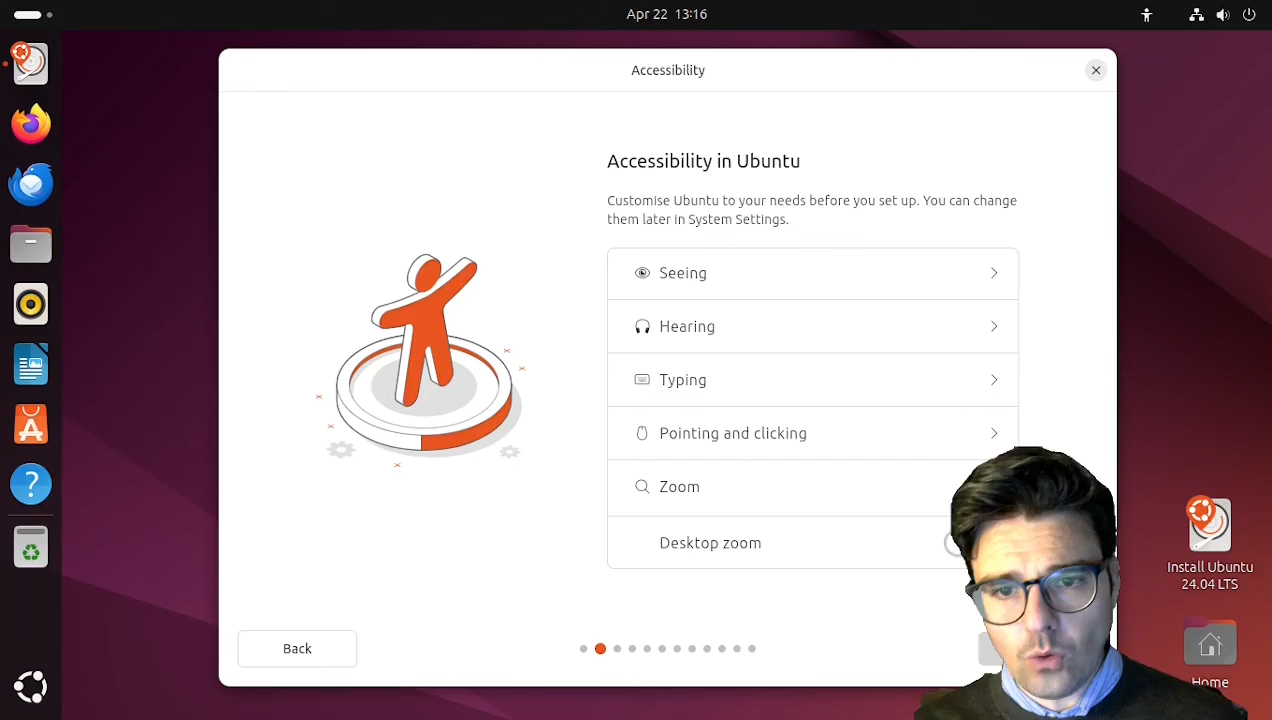 Apr 22 13:16
Accessibility
Accessibility in Ubuntu
Customise Ubuntu to your needs before you set up. You can change
them later in System Settings.
Seeing
Hearing
Typing
Pointing and clicking
Zoom
Desktop zoom
Back
Install Ubuntu
24.04 LTS
Home